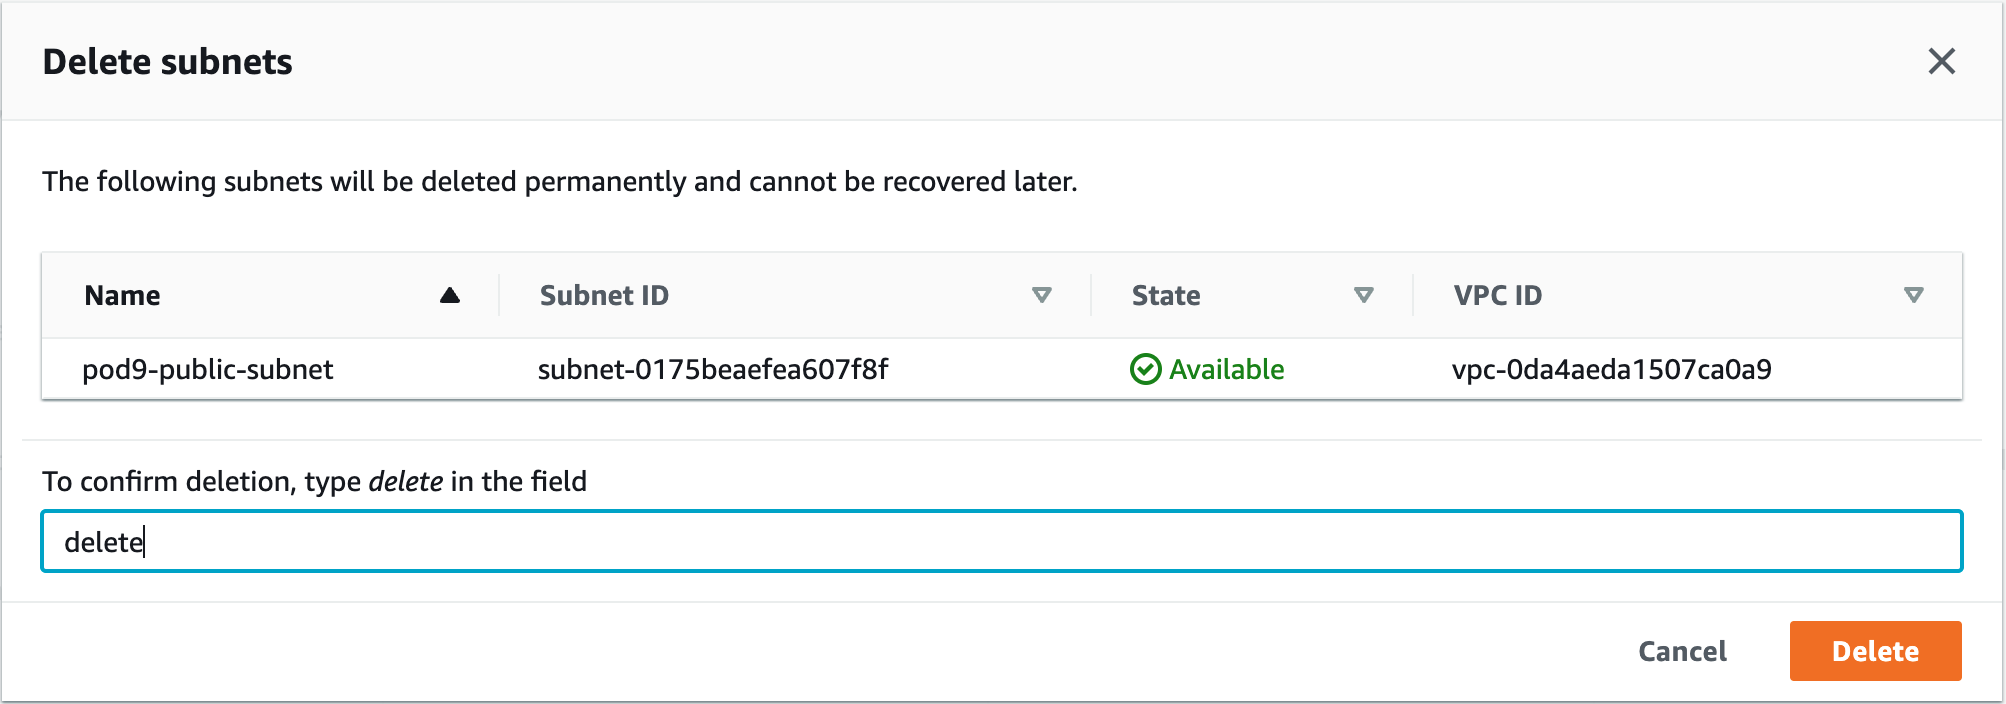 Delete subnets
The following subnets will be deleted permanently and cannot be recovered later.
Name Subnet ID State VPC ID
pod9-public-subnet subnet-0175beaefea607f8f Available vpc-0da4aeda1507ca0a9
To confirm deletion, type delete in the field
delete
Cancel Delete